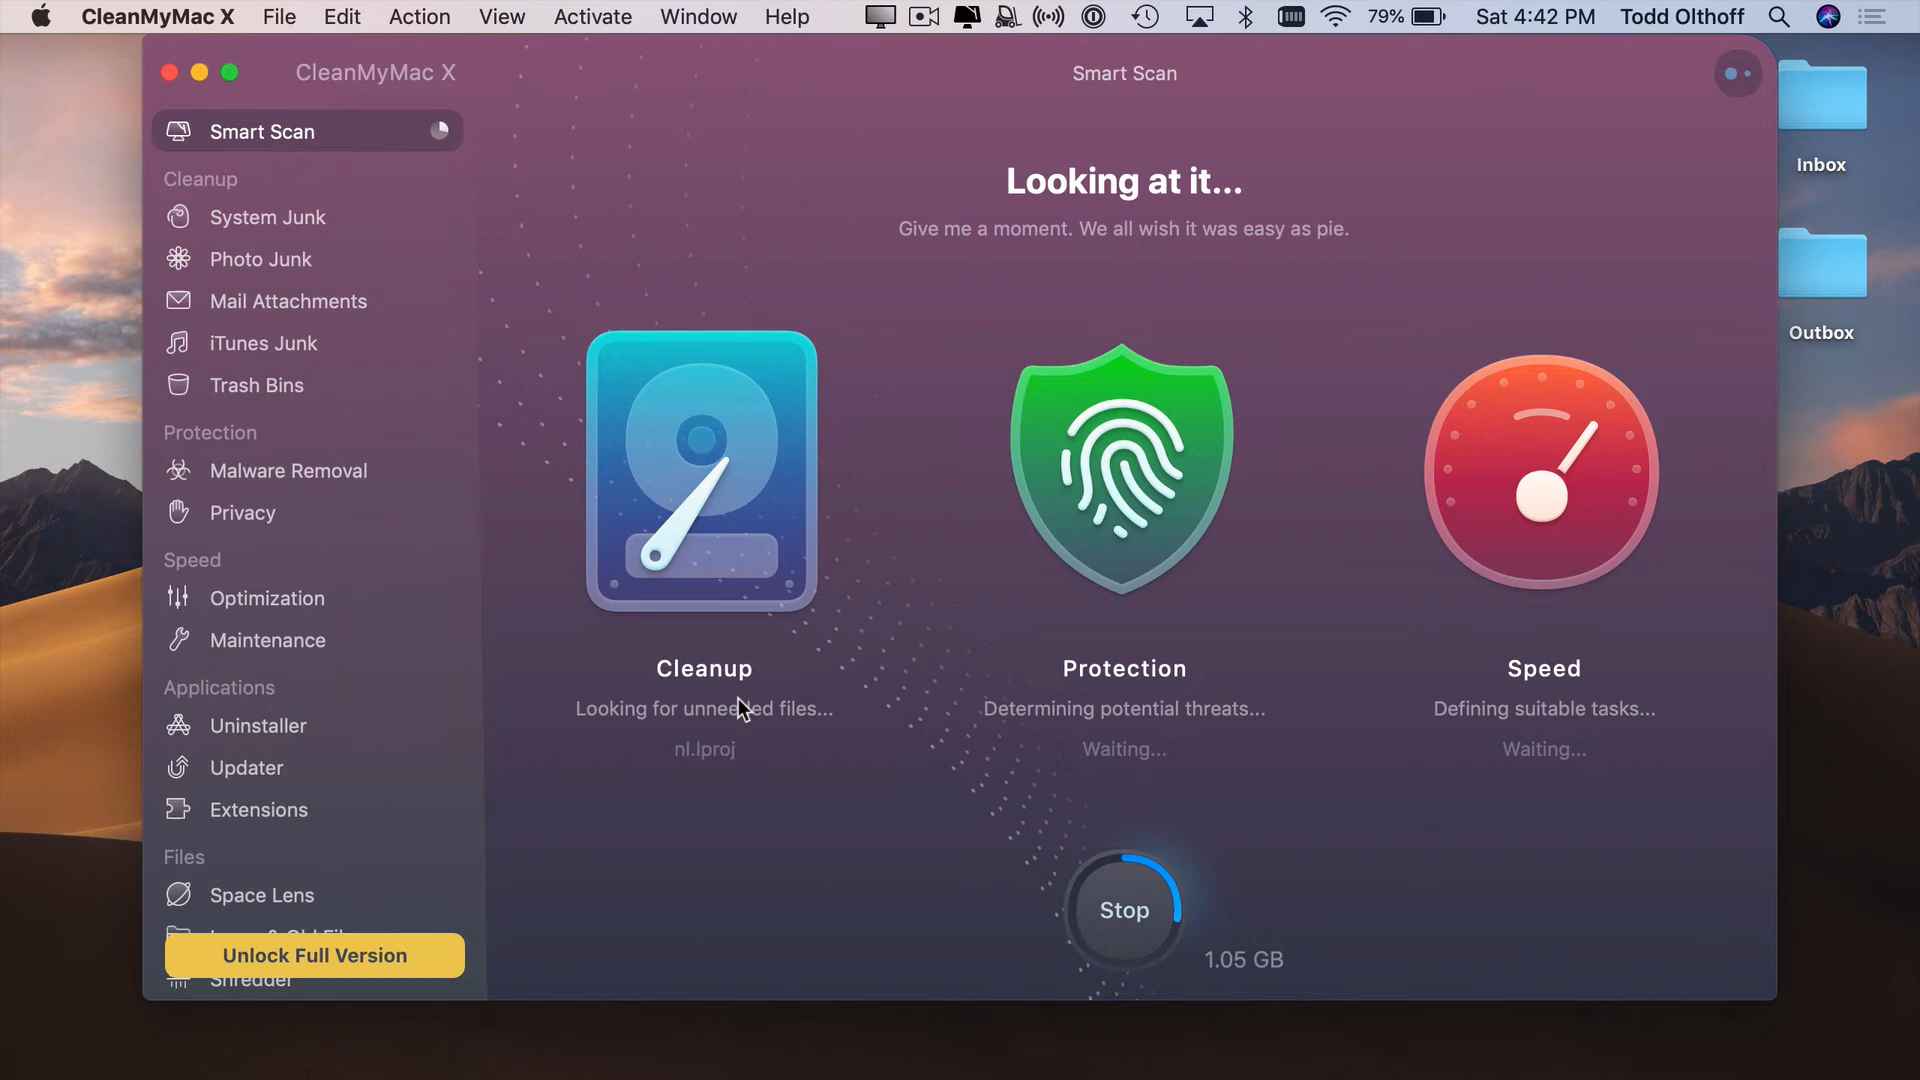 CleanMyMac X File Edit Action View Activate Window Help 79% Sat 4:42 PM Todd Olthoff
CleanMyMac X
Smart Scan
Smart Scan
Cleanup
System Junk
Photo Junk
Mail Attachments
iTunes Junk
Trash Bins
Protection
Malware Removal
Privacy
Speed
Optimization
Maintenance
Applications
Uninstaller
Updater
Extensions
Files
Space Lens
Unlock Full Version
Shredder
Looking at it...
Give me a moment. We all wish it was easy as pie.
Cleanup
Looking for unneeded files...
nl.lproj
Protection
Determining potential threats...
Waiting...
Speed
Defining suitable tasks...
Waiting...
Stop
1.05 GB
Inbox
Outbox